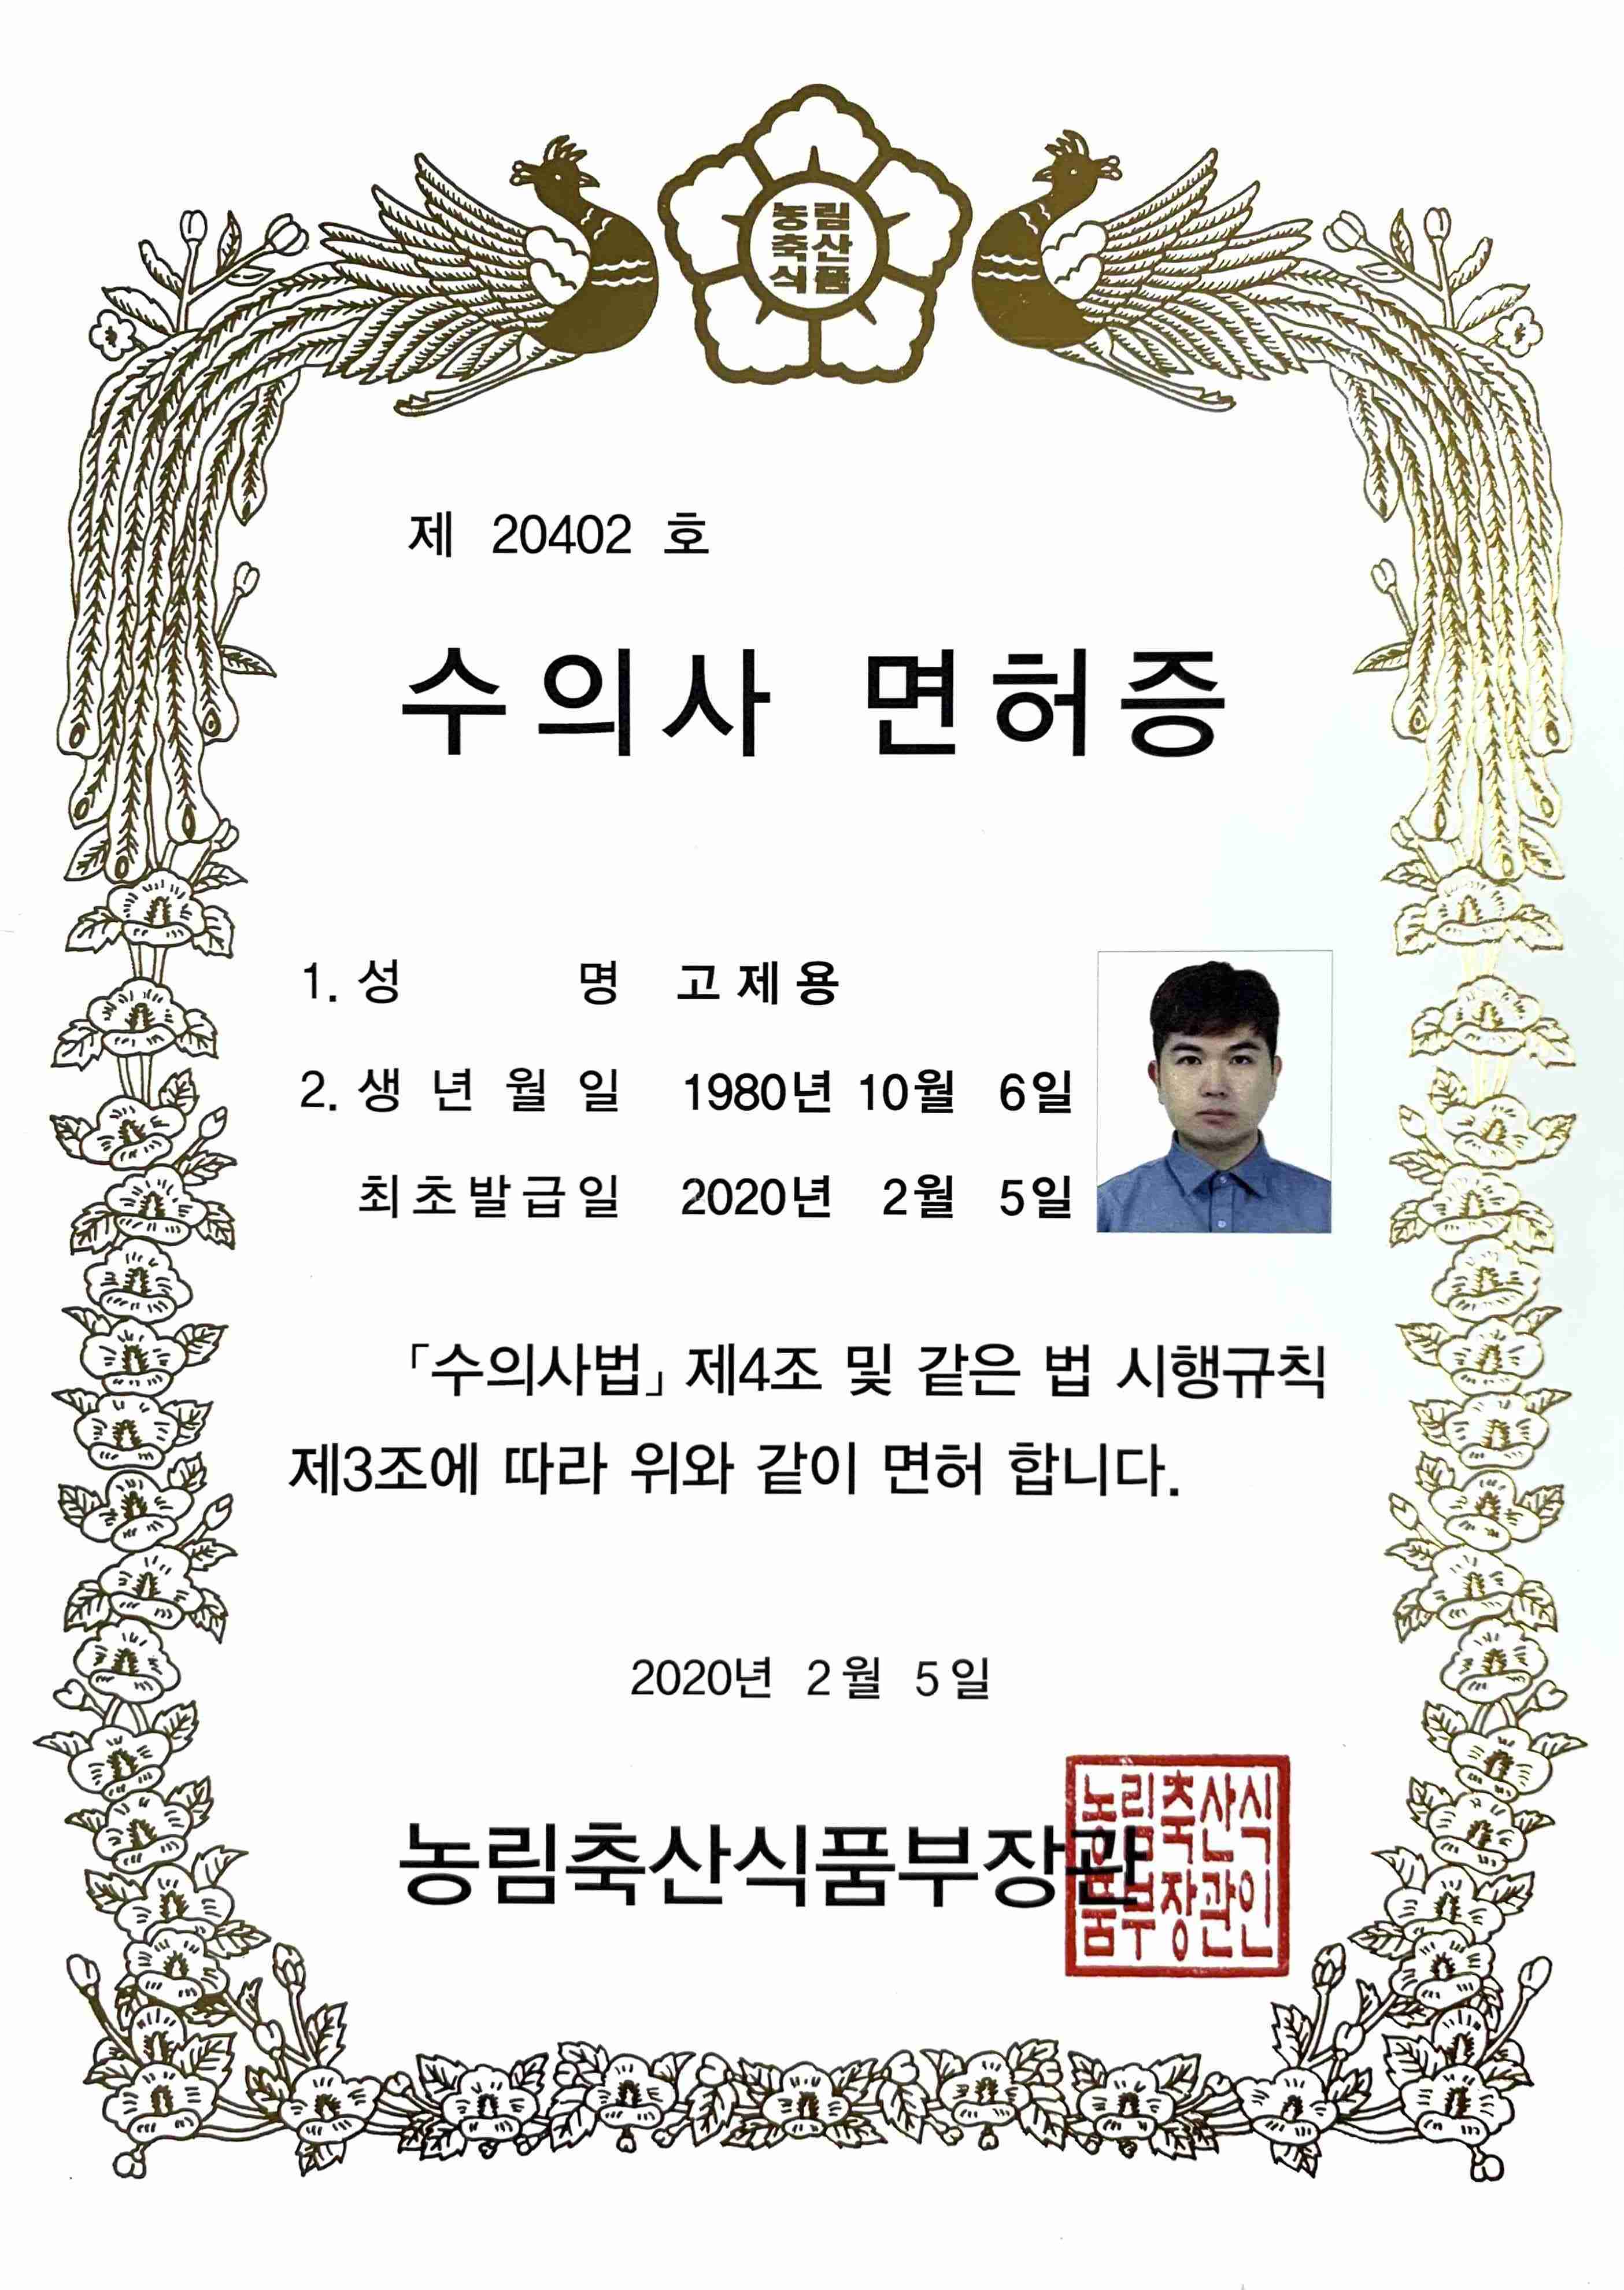 농림
축산
식품
제 20402 호
수의사 면허증
1. 성 명 고제용
2. 생년월일 1980년 10월 6일
최초발급일 2020년 2월 5일
「수의사법」제4조 및 같은 법 시행규칙
제3조에 따라 위와 같이 면허 합니다.
2020년 2월 5일
농림축산식품부장관
농림축산식
품부장관인